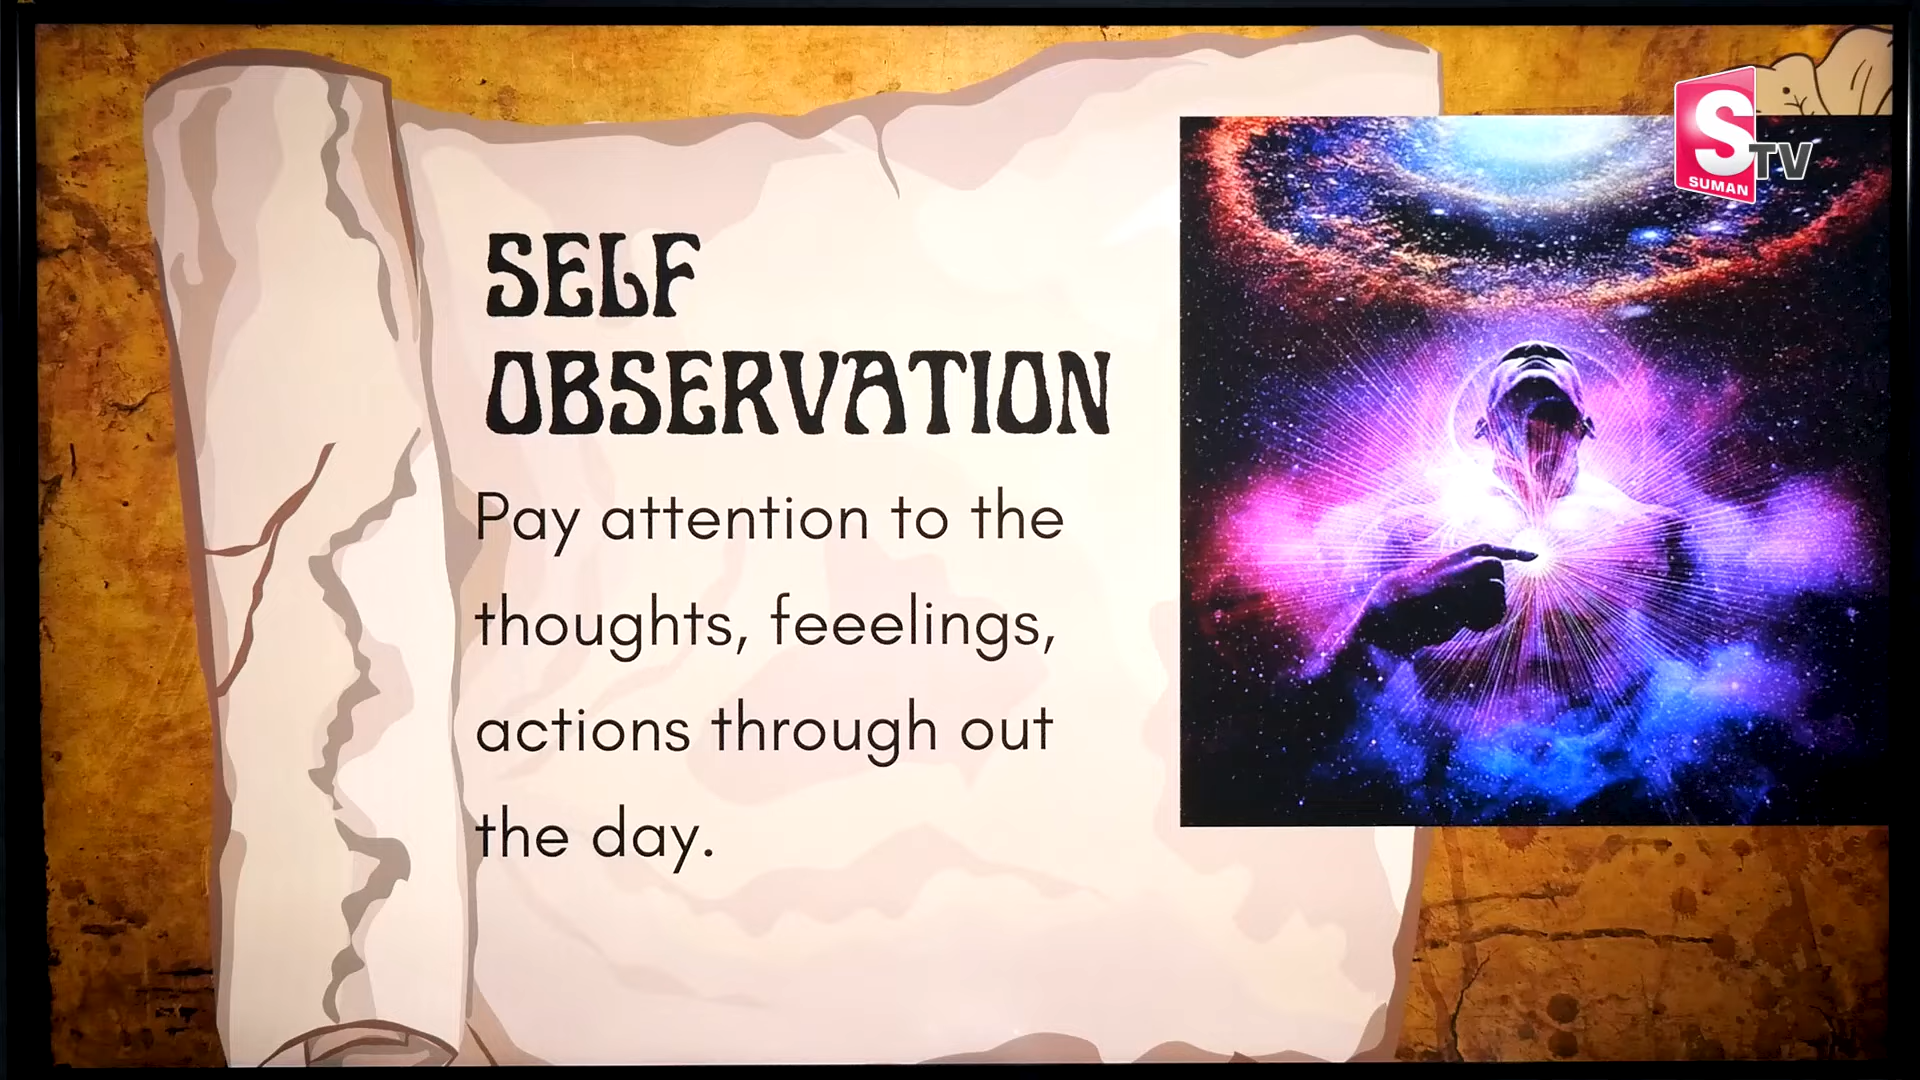 SELF
OBSERVATION
Pay attention to the
thoughts, feeelings,
actions through out
the day.
S TV
SUMAN